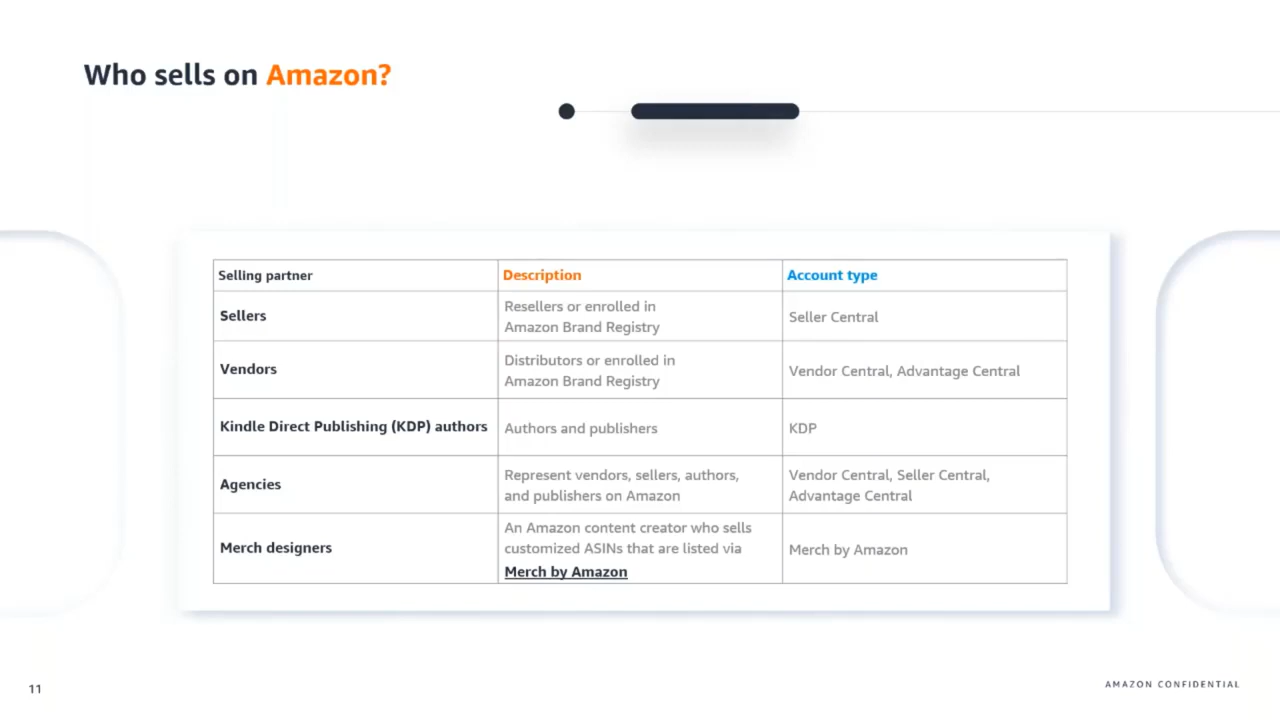 Who sells on Amazon?
Selling partner
Description
Account type
Sellers
Resellers or enrolled in
Amazon Brand Registry
Seller Central
Vendors
Distributors or enrolled in
Amazon Brand Registry
Vendor Central, Advantage Central
Kindle Direct Publishing (KDP) authors
Authors and publishers
KDP
Agencies
Represent vendors, sellers, authors,
and publishers on Amazon
Vendor Central, Seller Central,
Advantage Central
Merch designers
An Amazon content creator who sells
customized ASINs that are listed via
Merch by Amazon
Merch by Amazon
11
AMAZON CONFIDENTIAL